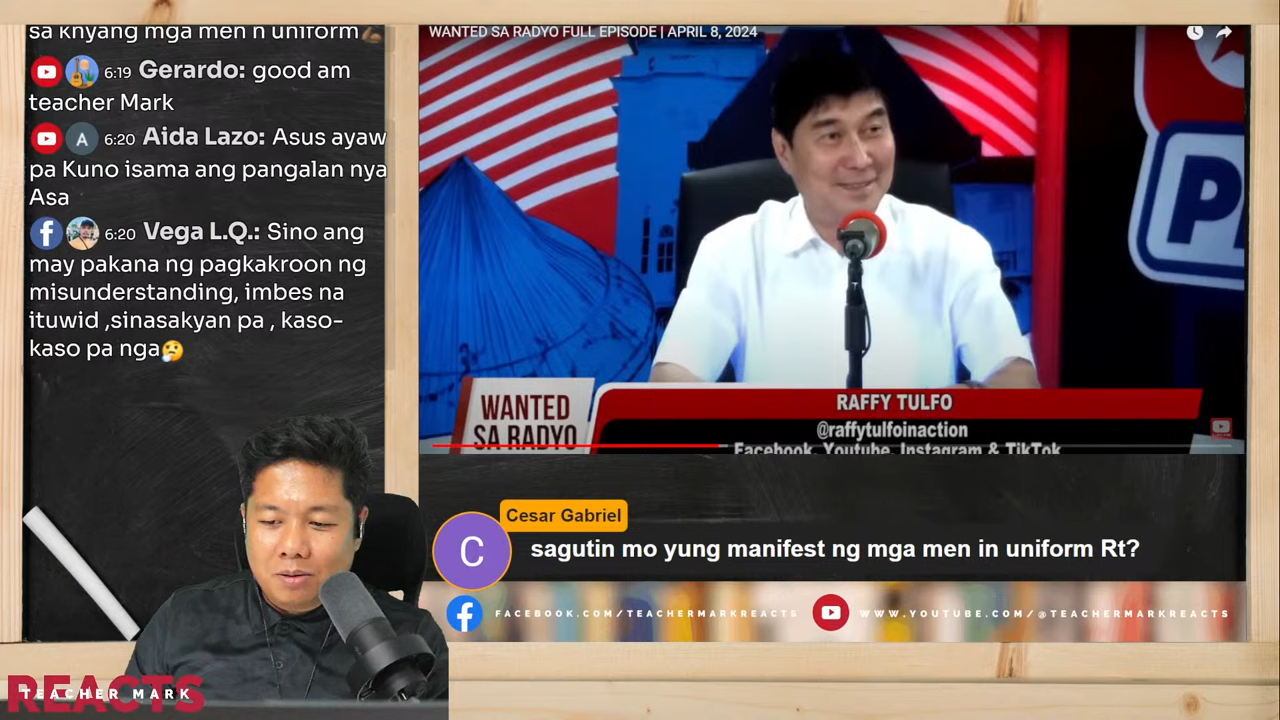 sa knyang mga men n uniform
6:19 Gerardo: good am
teacher Mark
A 6:20 Aida Lazo: Asus ayaw
pa Kuno isama ang pangalan nya
Asa
6:20 Vega L.Q.: Sino ang
may pakana ng pagkakroon ng
misunderstanding, imbes na
ituwid ,sinasakyan pa , kaso-
kaso pa nga🤔
WANTED SA RADYO FULL EPISODE | APRIL 8, 2024
P
WANTED
SA RADYO
RAFFY TULFO
@raffytulfoinaction
Facebook, Youtube, Instagram & TikTok
Cesar Gabriel
C
sagutin mo yung manifest ng mga men in uniform Rt?
FACEBOOK.COM/TEACHERMARKREACTS
WWW.YOUTUBE.COM/@TEACHERMARKREACTS
TEACHER MARK
REACTS